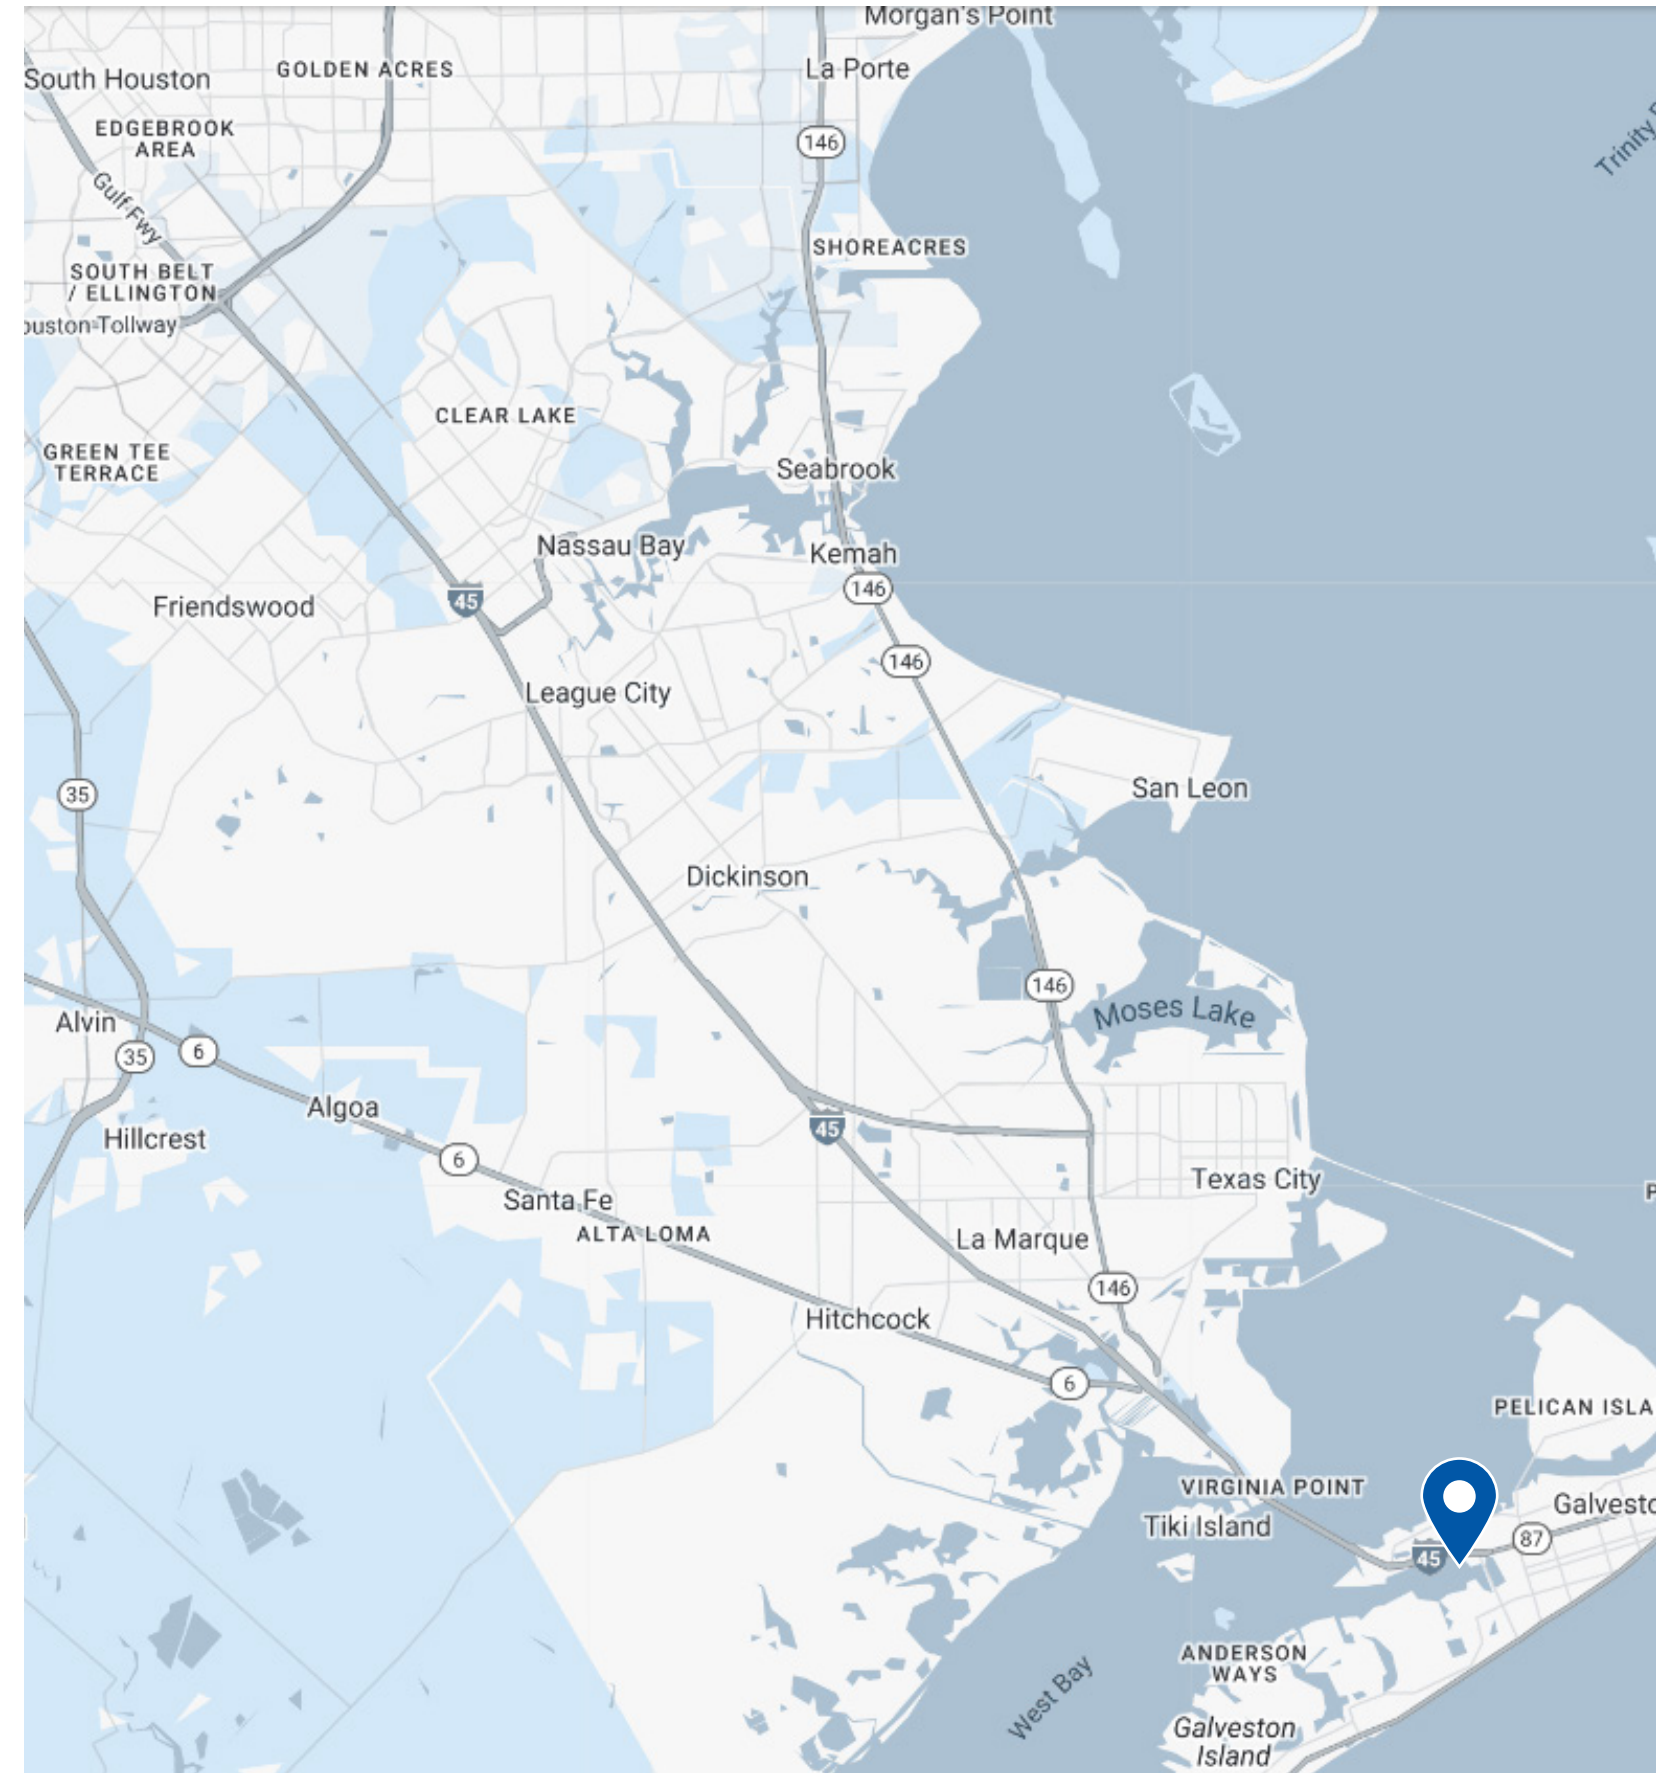 Morgan's Point
South Houston
GOLDEN ACRES
La Porte
EDGEBROOK
AREA
146
Trinity
Gulf Fwy
SHOREACRES
SOUTH BELT
/ ELLINGTON
ouston Tollway
CLEAR LAKE
GREEN TEE
TERRACE
Seabrook
Nassau Bay
Kemah
146
45
Friendswood
146
League City
35
San Leon
Dickinson
146
Moses Lake
Alvin
35
6
Algoa
45
Hillcrest
6
Texas City
Santa Fe
ALTA LOMA
La Marque
146
Hitchcock
6
PELICAN ISLA
VIRGINIA POINT
Galvesto
Tiki Island
87
45
ANDERSON
WAYS
West Bay
Galveston
Island